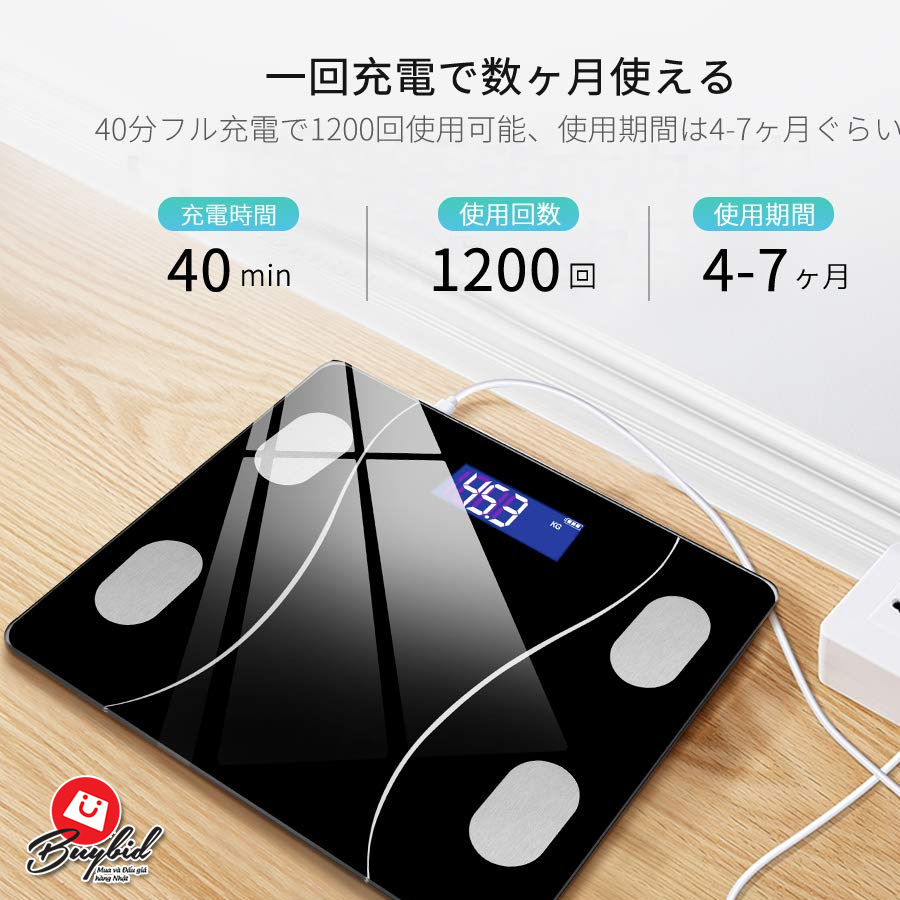 一回充電で数ヶ月使える
40分フル充電で1200回使用可能、使用期間は4-7ヶ月ぐらい
充電時間
40 min
使用回数
1200 回
使用期間
4-7 ヶ月
45.3
KG
Buybid
Mua và Đấu giá
hàng Nhật